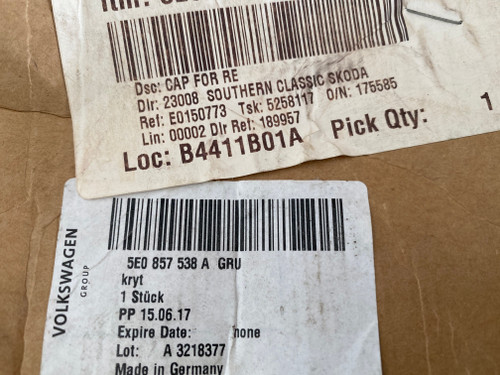 Dsc: CAP FOR RE
Dlr: 23008 SOUTHERN CLASSIC SKODA
Ref: E0150773 Tsk: 5258117 O/N: 175585
Lin: 00002 Dlr Ref: 189957
Loc: B4411B01A Pick Qty: 1
VOLKSWAGEN
GROUP
5E0 857 538 A GRU
kryt
1 Stück
PP 15.06.17
Expire Date: none
Lot: A 3218377
Made in Germany